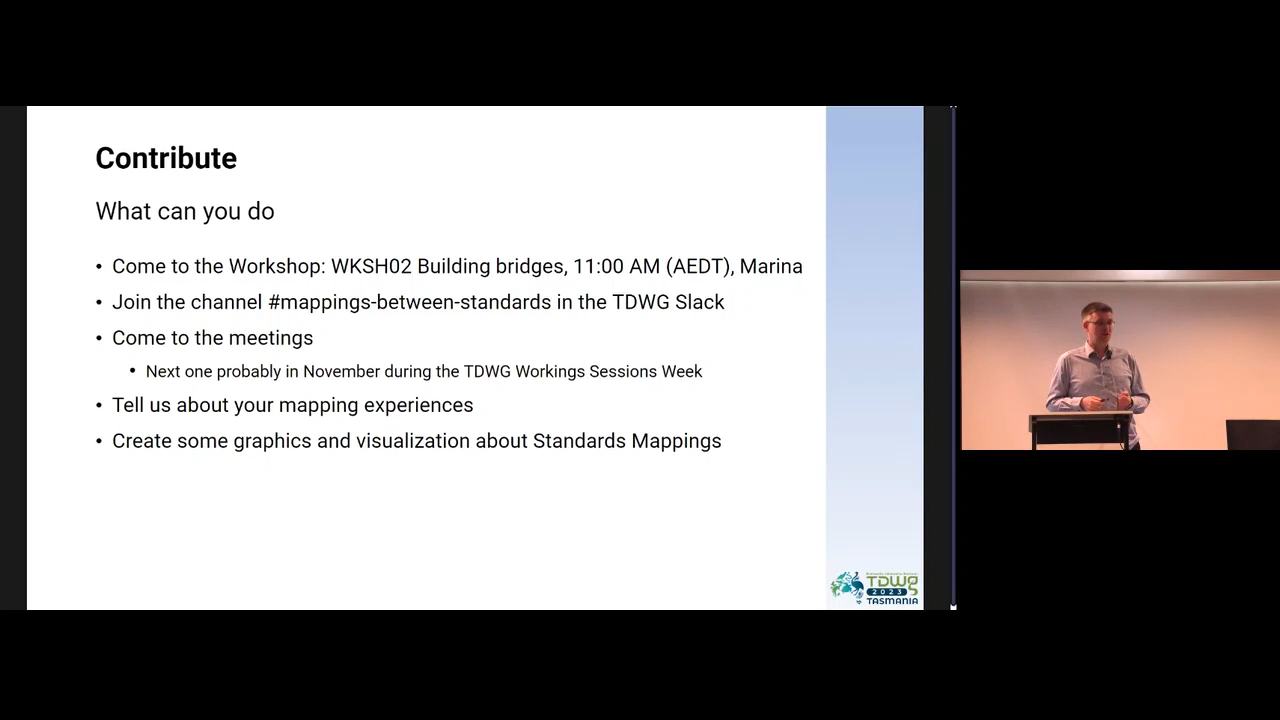 Contribute
What can you do
• Come to the Workshop: WKSH02 Building bridges, 11:00 AM (AEDT), Marina
• Join the channel #mappings-between-standards in the TDWG Slack
• Come to the meetings
• Next one probably in November during the TDWG Workings Sessions Week
• Tell us about your mapping experiences
• Create some graphics and visualization about Standards Mappings
TDWG
2023
TASMANIA